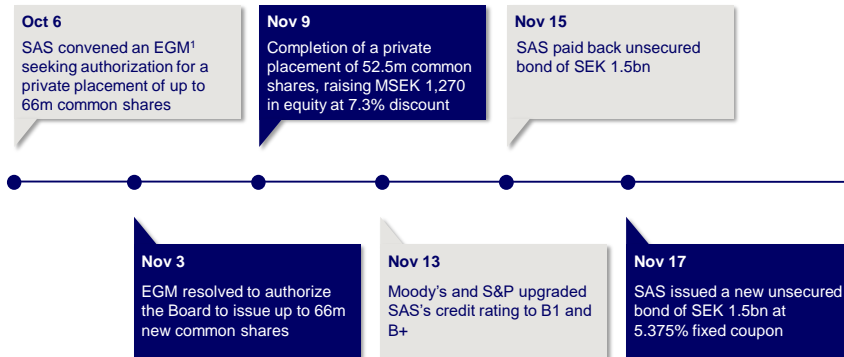 Oct 6
SAS convened an EGM¹
seeking authorization for a
private placement of up to
66m common shares
Nov 9
Completion of a private
placement of 52.5m common
shares, raising MSEK 1,270
in equity at 7.3% discount
Nov 15
SAS paid back unsecured
bond of SEK 1.5bn
Nov 3
EGM resolved to authorize
the Board to issue up to 66m
new common shares
Nov 13
Moody's and S&P upgraded
SAS's credit rating to B1 and
B+
Nov 17
SAS issued a new unsecured
bond of SEK 1.5bn at
5.375% fixed coupon